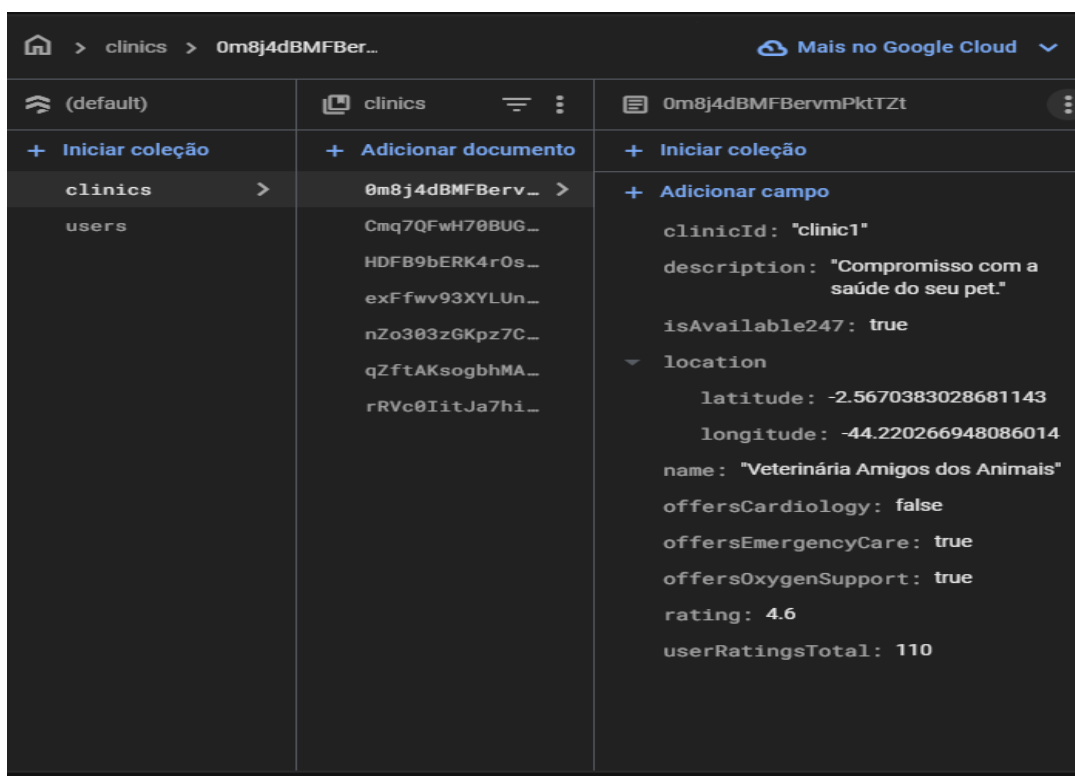 > clinics > 0m8j4dBMFBer…
Mais no Google Cloud
(default)
+ Iniciar coleção
clinics >
users
clinics
+ Adicionar documento
0m8j4dBMFBerv… >
Cmq7QFwH70BUG…
HDFB9bERK4rOs…
exFfwv93XYLUn…
nZo303zGKpz7C…
qZftAKsogbhMA…
rRVc0IitJa7hi…
0m8j4dBMFBervmPktTZt
+ Iniciar coleção
+ Adicionar campo
clinicId: "clinic1"
description: "Compromisso com a
saúde do seu pet."
isAvailable247: true
location
latitude: -2.5670383028681143
longitude: -44.220266948086014
name: "Veterinária Amigos dos Animais"
offersCardiology: false
offersEmergencyCare: true
offersOxygenSupport: true
rating: 4.6
userRatingsTotal: 110